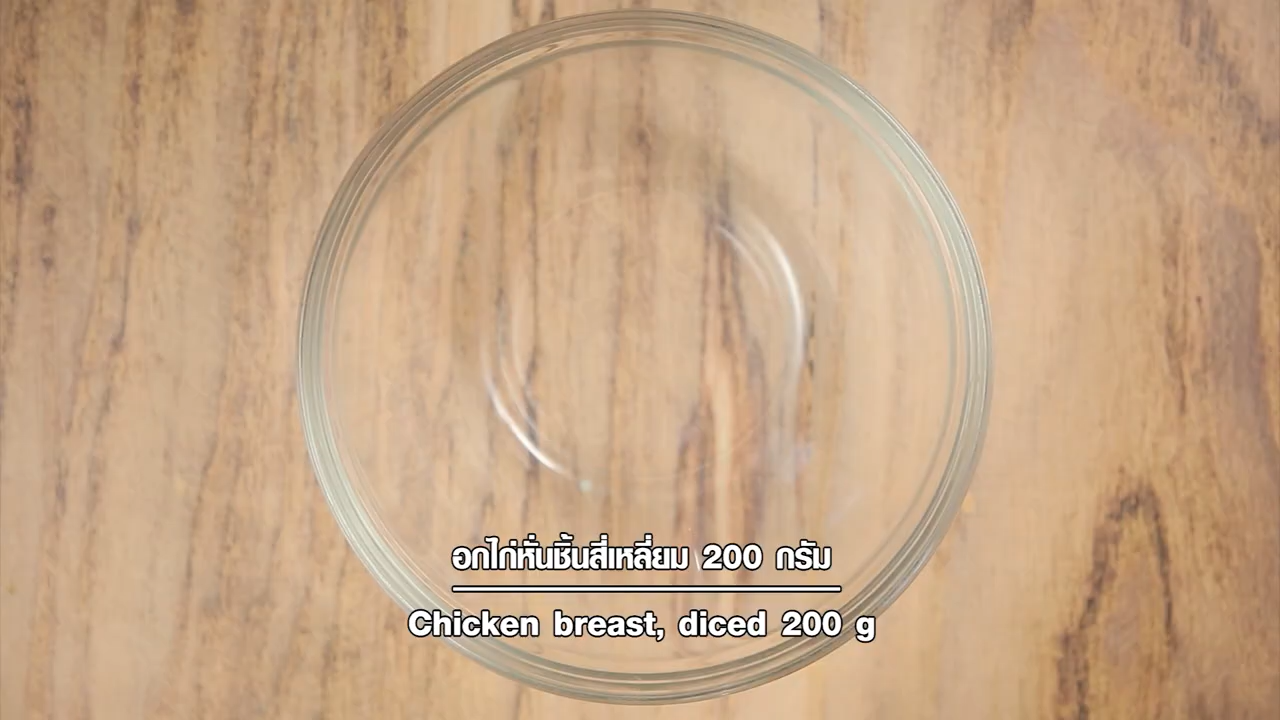 อกไก่หั่นชิ้นสี่เหลี่ยม 200 กรัม
Chicken breast, diced 200 g